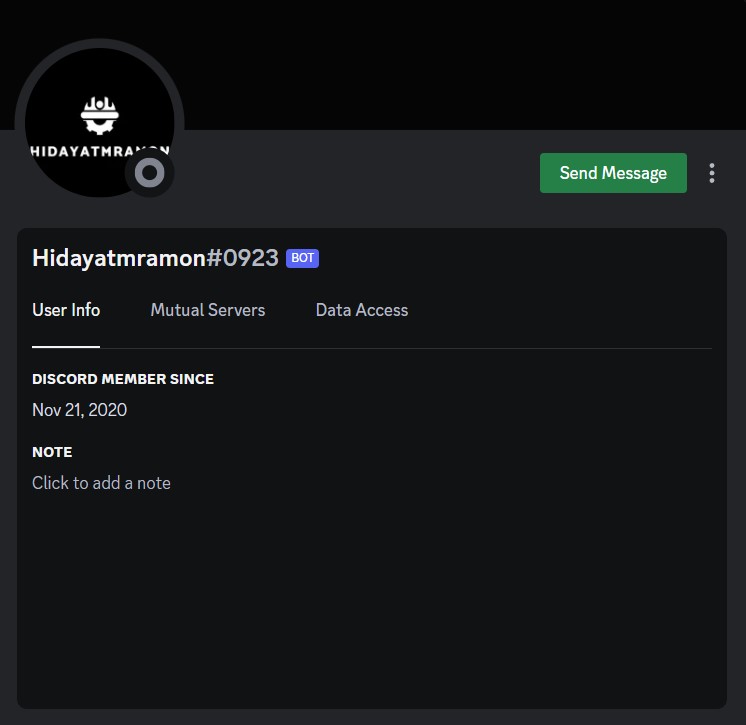 HIDAYATMRAMON
Send Message
Hidayatmramon#0923 BOT
User Info Mutual Servers Data Access
DISCORD MEMBER SINCE
Nov 21, 2020
NOTE
Click to add a note